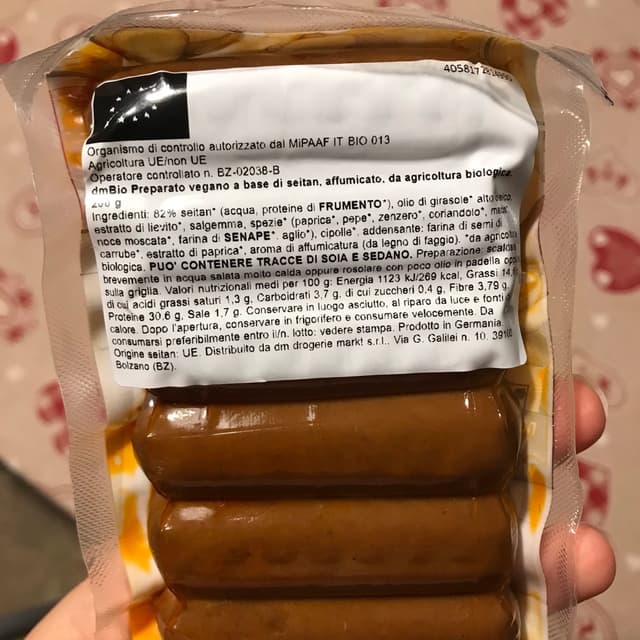 405817
Organismo di controllo autorizzato dal MiPAAF IT BIO 013
Agricoltura UE/non UE
Operatore controllato n. BZ-02038-B
dmBio Preparato vegano a base di seitan, affumicato, da agricoltura biologica.
200 g
Ingredienti: 82% seitan* (acqua, proteine di FRUMENTO*), olio di girasole* alto oleico,
estratto di lievito*, salgemma, spezie* (paprica*, pepe*, zenzero*, coriandolo*,
noce moscata*, farina di SENAPE*, aglio*), cipolle*, addensante: farina di semi di
carrube*, estratto di paprica*, aroma di affumicatura (da legno di faggio). *da agricoltura
biologica. PUO' CONTENERE TRACCE DI SOIA E SEDANO. Preparazione: scaldare
brevemente in acqua salata molto calda oppure rosolare con poco olio in padella o
sulla griglia. Valori nutrizionali medi per 100 g: Energia 1123 kJ/269 kcal, Grassi
di cui acidi grassi saturi 1,3 g, Carboidrati 3,7 g, di cui zuccheri 0,4 g, Fibre 3,79 g,
Proteine 30,6 g, Sale 1,7 g. Conservare in luogo asciutto, al riparo da luce e fonti di
calore. Dopo l'apertura, conservare in frigorifero e consumare velocemente. Da
consumarsi preferibilmente entro il/n. lotto: vedere stampa. Prodotto in Germania.
Origine seitan: UE. Distribuito da dm drogerie markt s.r.l., Via G. Galilei n. 10, 39100
Bolzano (BZ).